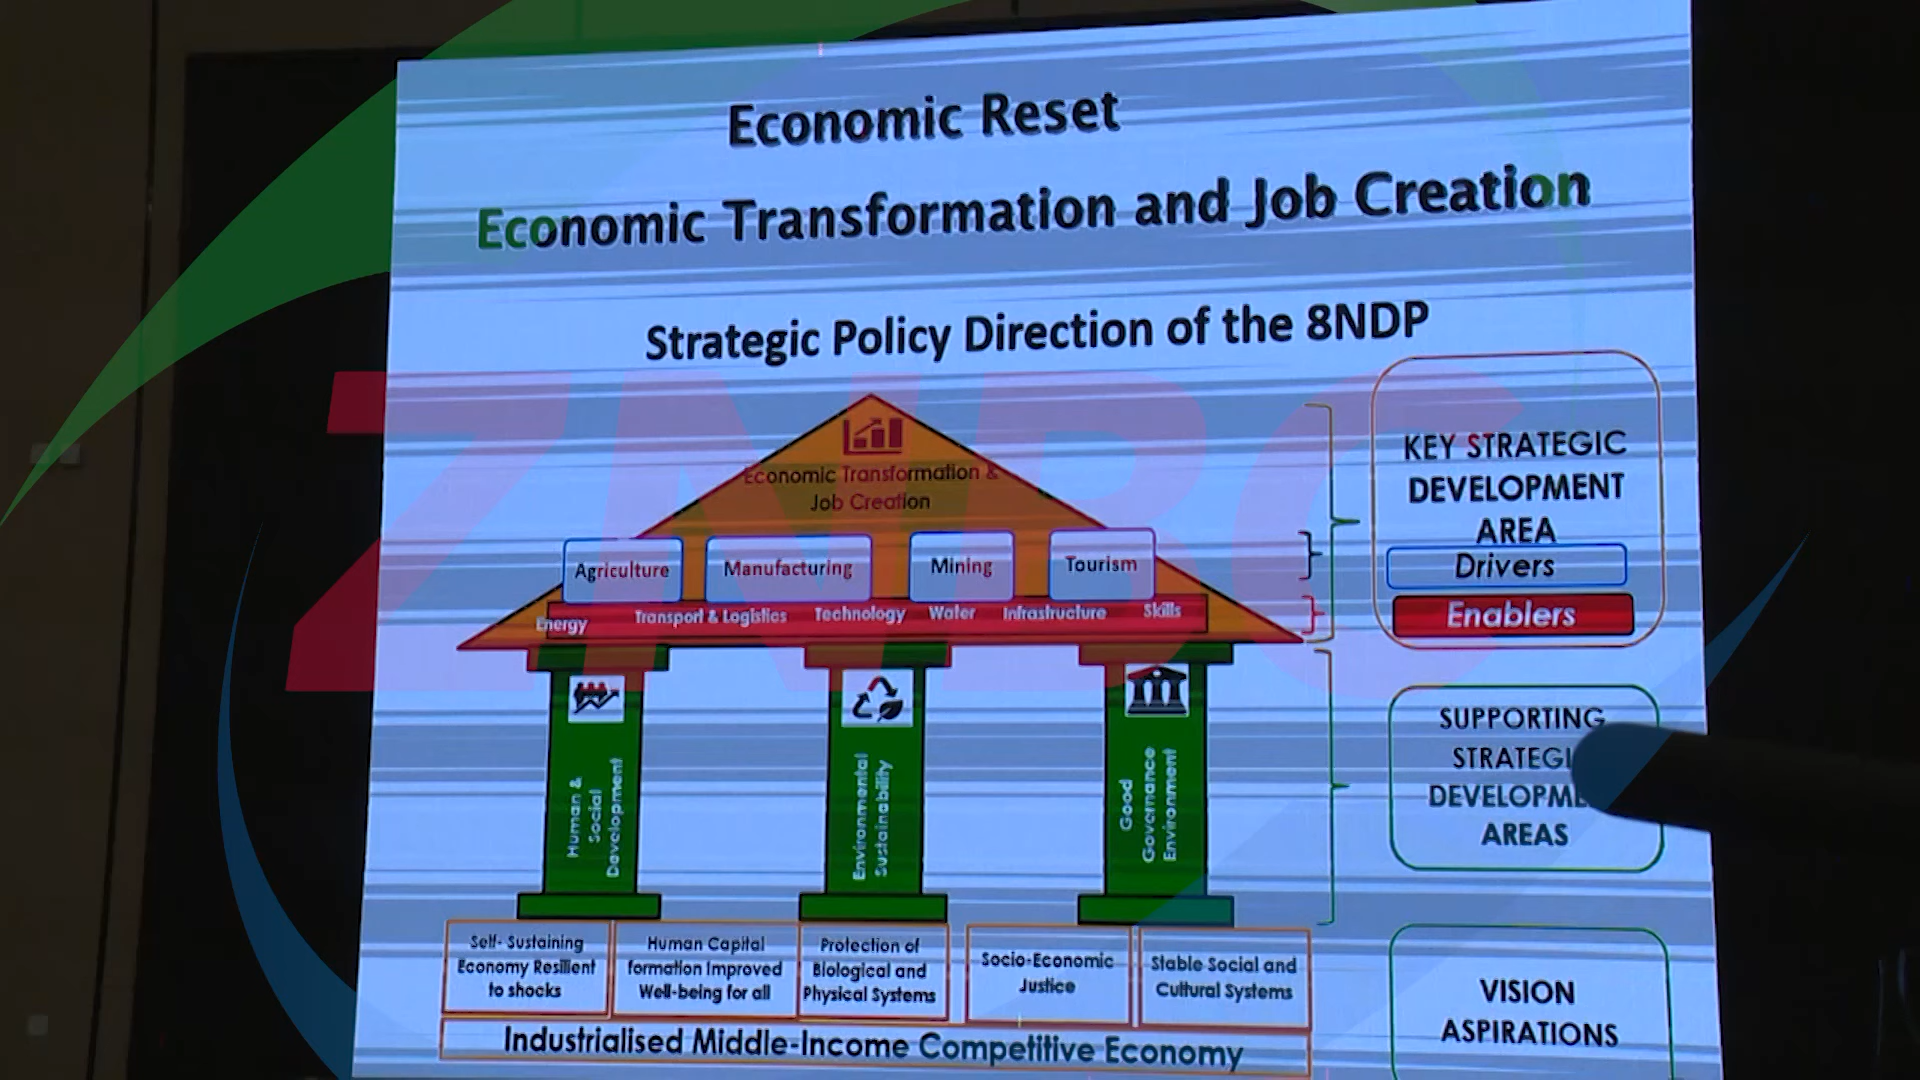 Economic Reset
Economic Transformation and Job Creation
Strategic Policy Direction of the 8NDP
Economic Transformation &
Job Creation
Agriculture
Manufacturing
Mining
Tourism
Energy
Transport & Logistics
Technology
Water
Infrastructure
Skills
KEY STRATEGIC
DEVELOPMENT
AREA
Drivers
Enablers
Human &
Social
Development
Environmental
Sustainability
Good
Governance
Environment
SUPPORTING
AREAS
Self- Sustaining
Economy Resilient
to shocks
Human Capital
formation Improved
Well-being for all
Protection of
Biological and
Physical Systems
Socio-Economic
Justice
Stable Social and
Cultural Systems
Industrialised Middle-Income Competitive Economy
VISION
ASPIRATIONS
ZNBC